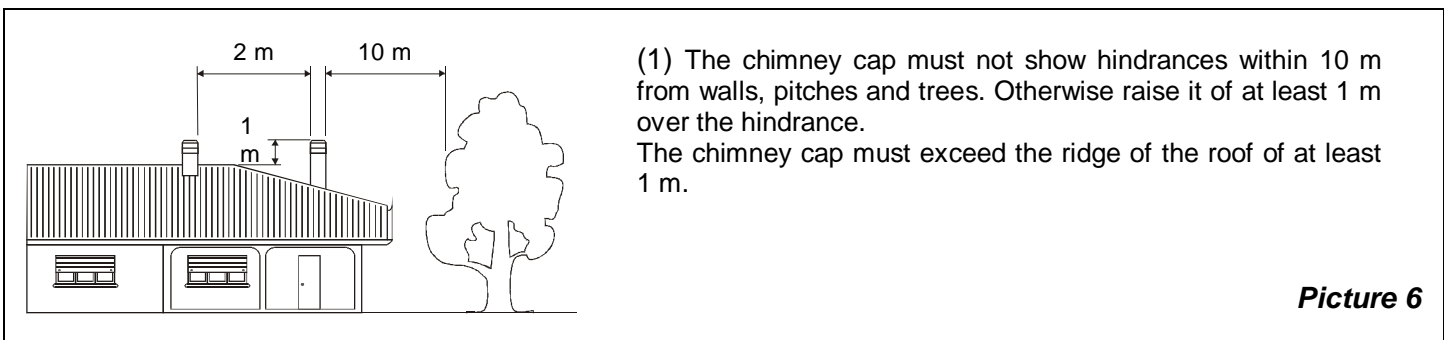 2 m
10 m
1
m
(1) The chimney cap must not show hindrances within 10 m
from walls, pitches and trees. Otherwise raise it of at least 1 m
over the hindrance.
The chimney cap must exceed the ridge of the roof of at least
1 m.
Picture 6